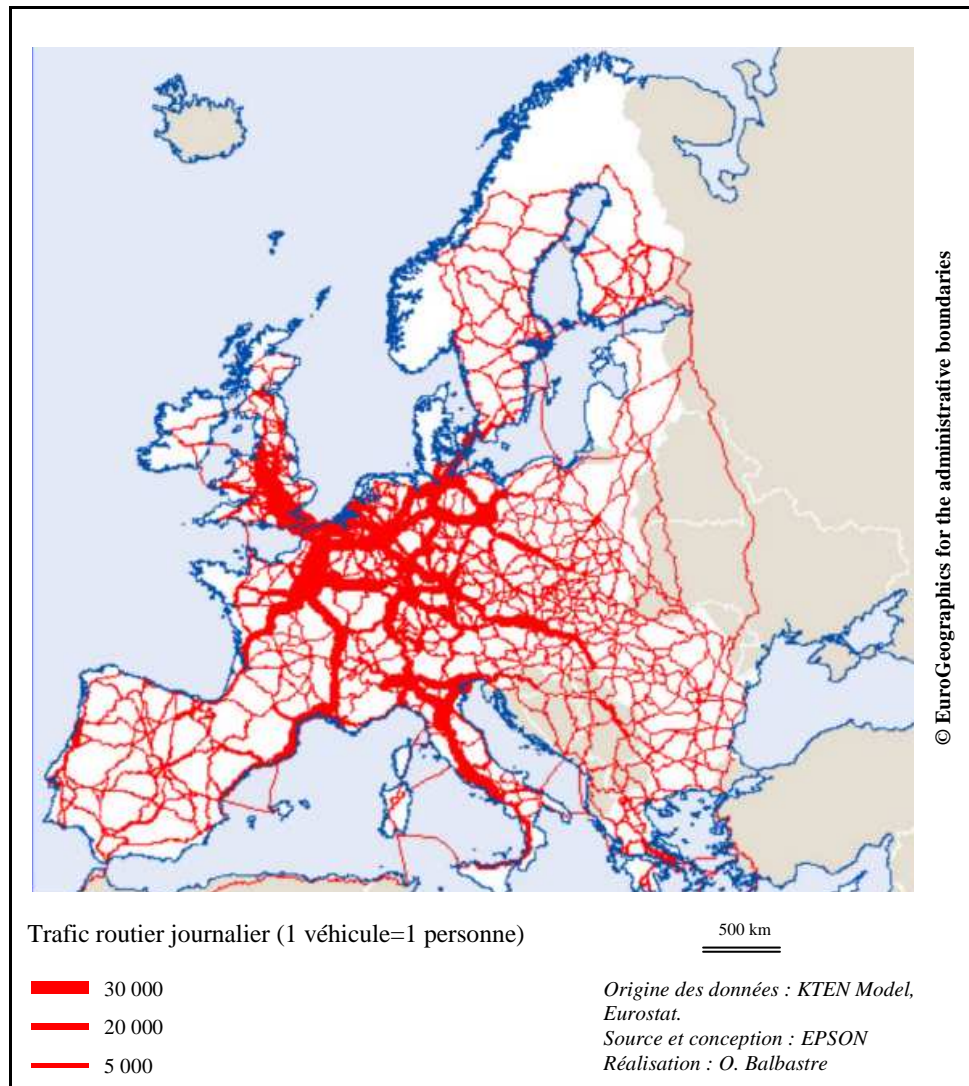 © EuroGeographics for the administrative boundaries
Trafic routier journalier (1 véhicule=1 personne)
30 000
20 000
5 000
500 km
Origine des données : KTEN Model,
Eurostat.
Source et conception : EPSON
Réalisation : O. Balbastre